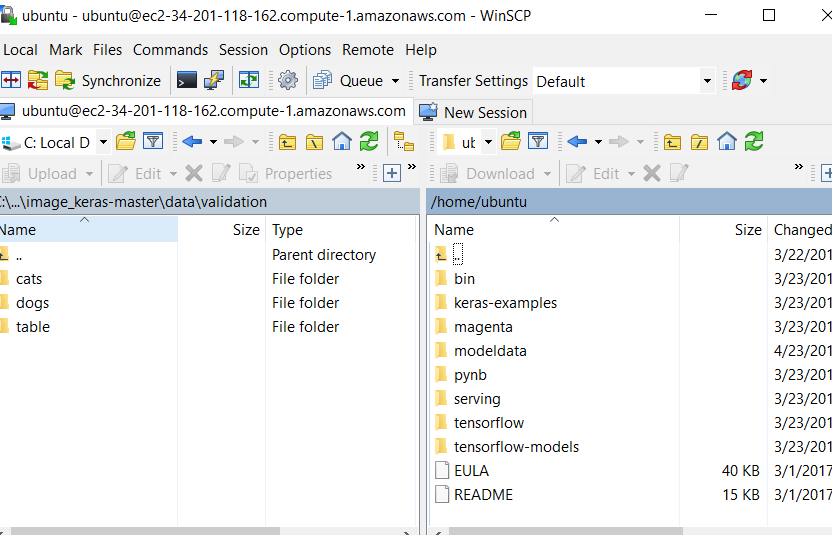 ubuntu - ubuntu@ec2-34-201-118-162.compute-1.amazonaws.com - WinSCP
Local Mark Files Commands Session Options Remote Help
Synchronize Queue Transfer Settings Default
ubuntu@ec2-34-201-118-162.compute-1.amazonaws.com New Session
C: Local D ub
Upload Edit Properties » » Download Edit »
C:\...\image_keras-master\data\validation /home/ubuntu
Name Size Type Name Size Changed
.. Parent directory .. 3/22/201
cats File folder bin 3/23/201
dogs File folder keras-examples 3/23/201
table File folder magenta 3/23/201
modeldata 4/23/201
pynb 3/23/201
serving 3/23/201
tensorflow 3/23/201
tensorflow-models 3/23/201
EULA 40 KB 3/1/2017
README 15 KB 3/1/2017